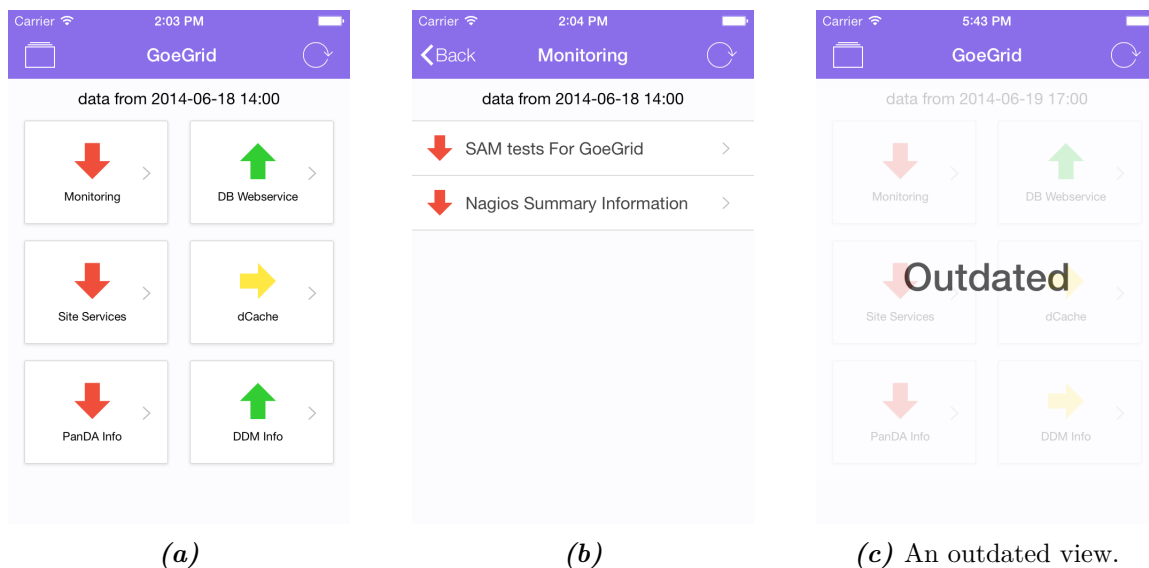 Carrier 2:03 PM
GoeGrid
data from 2014-06-18 14:00
Monitoring
DB Webservice
Site Services
dCache
PanDA Info
DDM Info
(a)
Carrier 2:04 PM
Back Monitoring
data from 2014-06-18 14:00
SAM tests For GoeGrid
Nagios Summary Information
(b)
Carrier 5:43 PM
GoeGrid
data from 2014-06-19 17:00
Monitoring
DB Webservice
Outdated
Site Services
dCache
PanDA Info
DDM Info
(c) An outdated view.